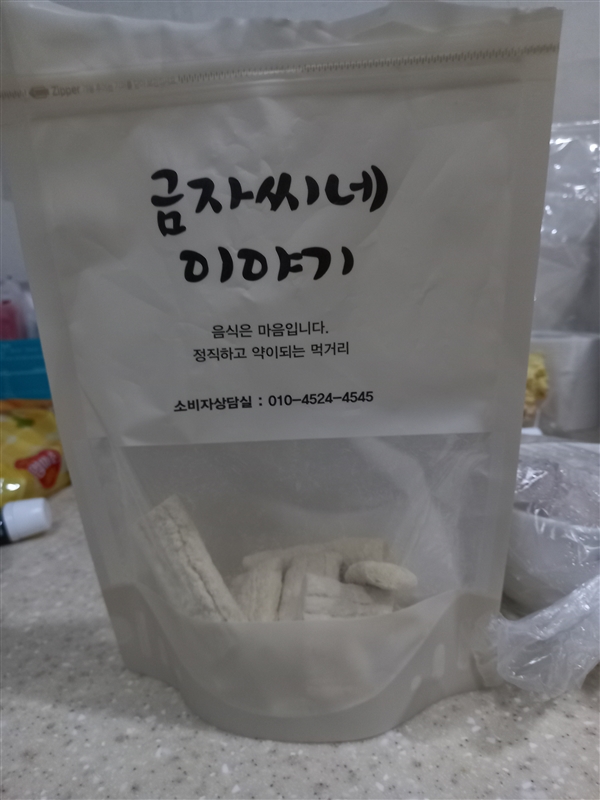 Zipper
금자씨네
이야기
음식은 마음입니다.
정직하고 약이되는 먹거리
소비자상담실 : 010-4524-4545